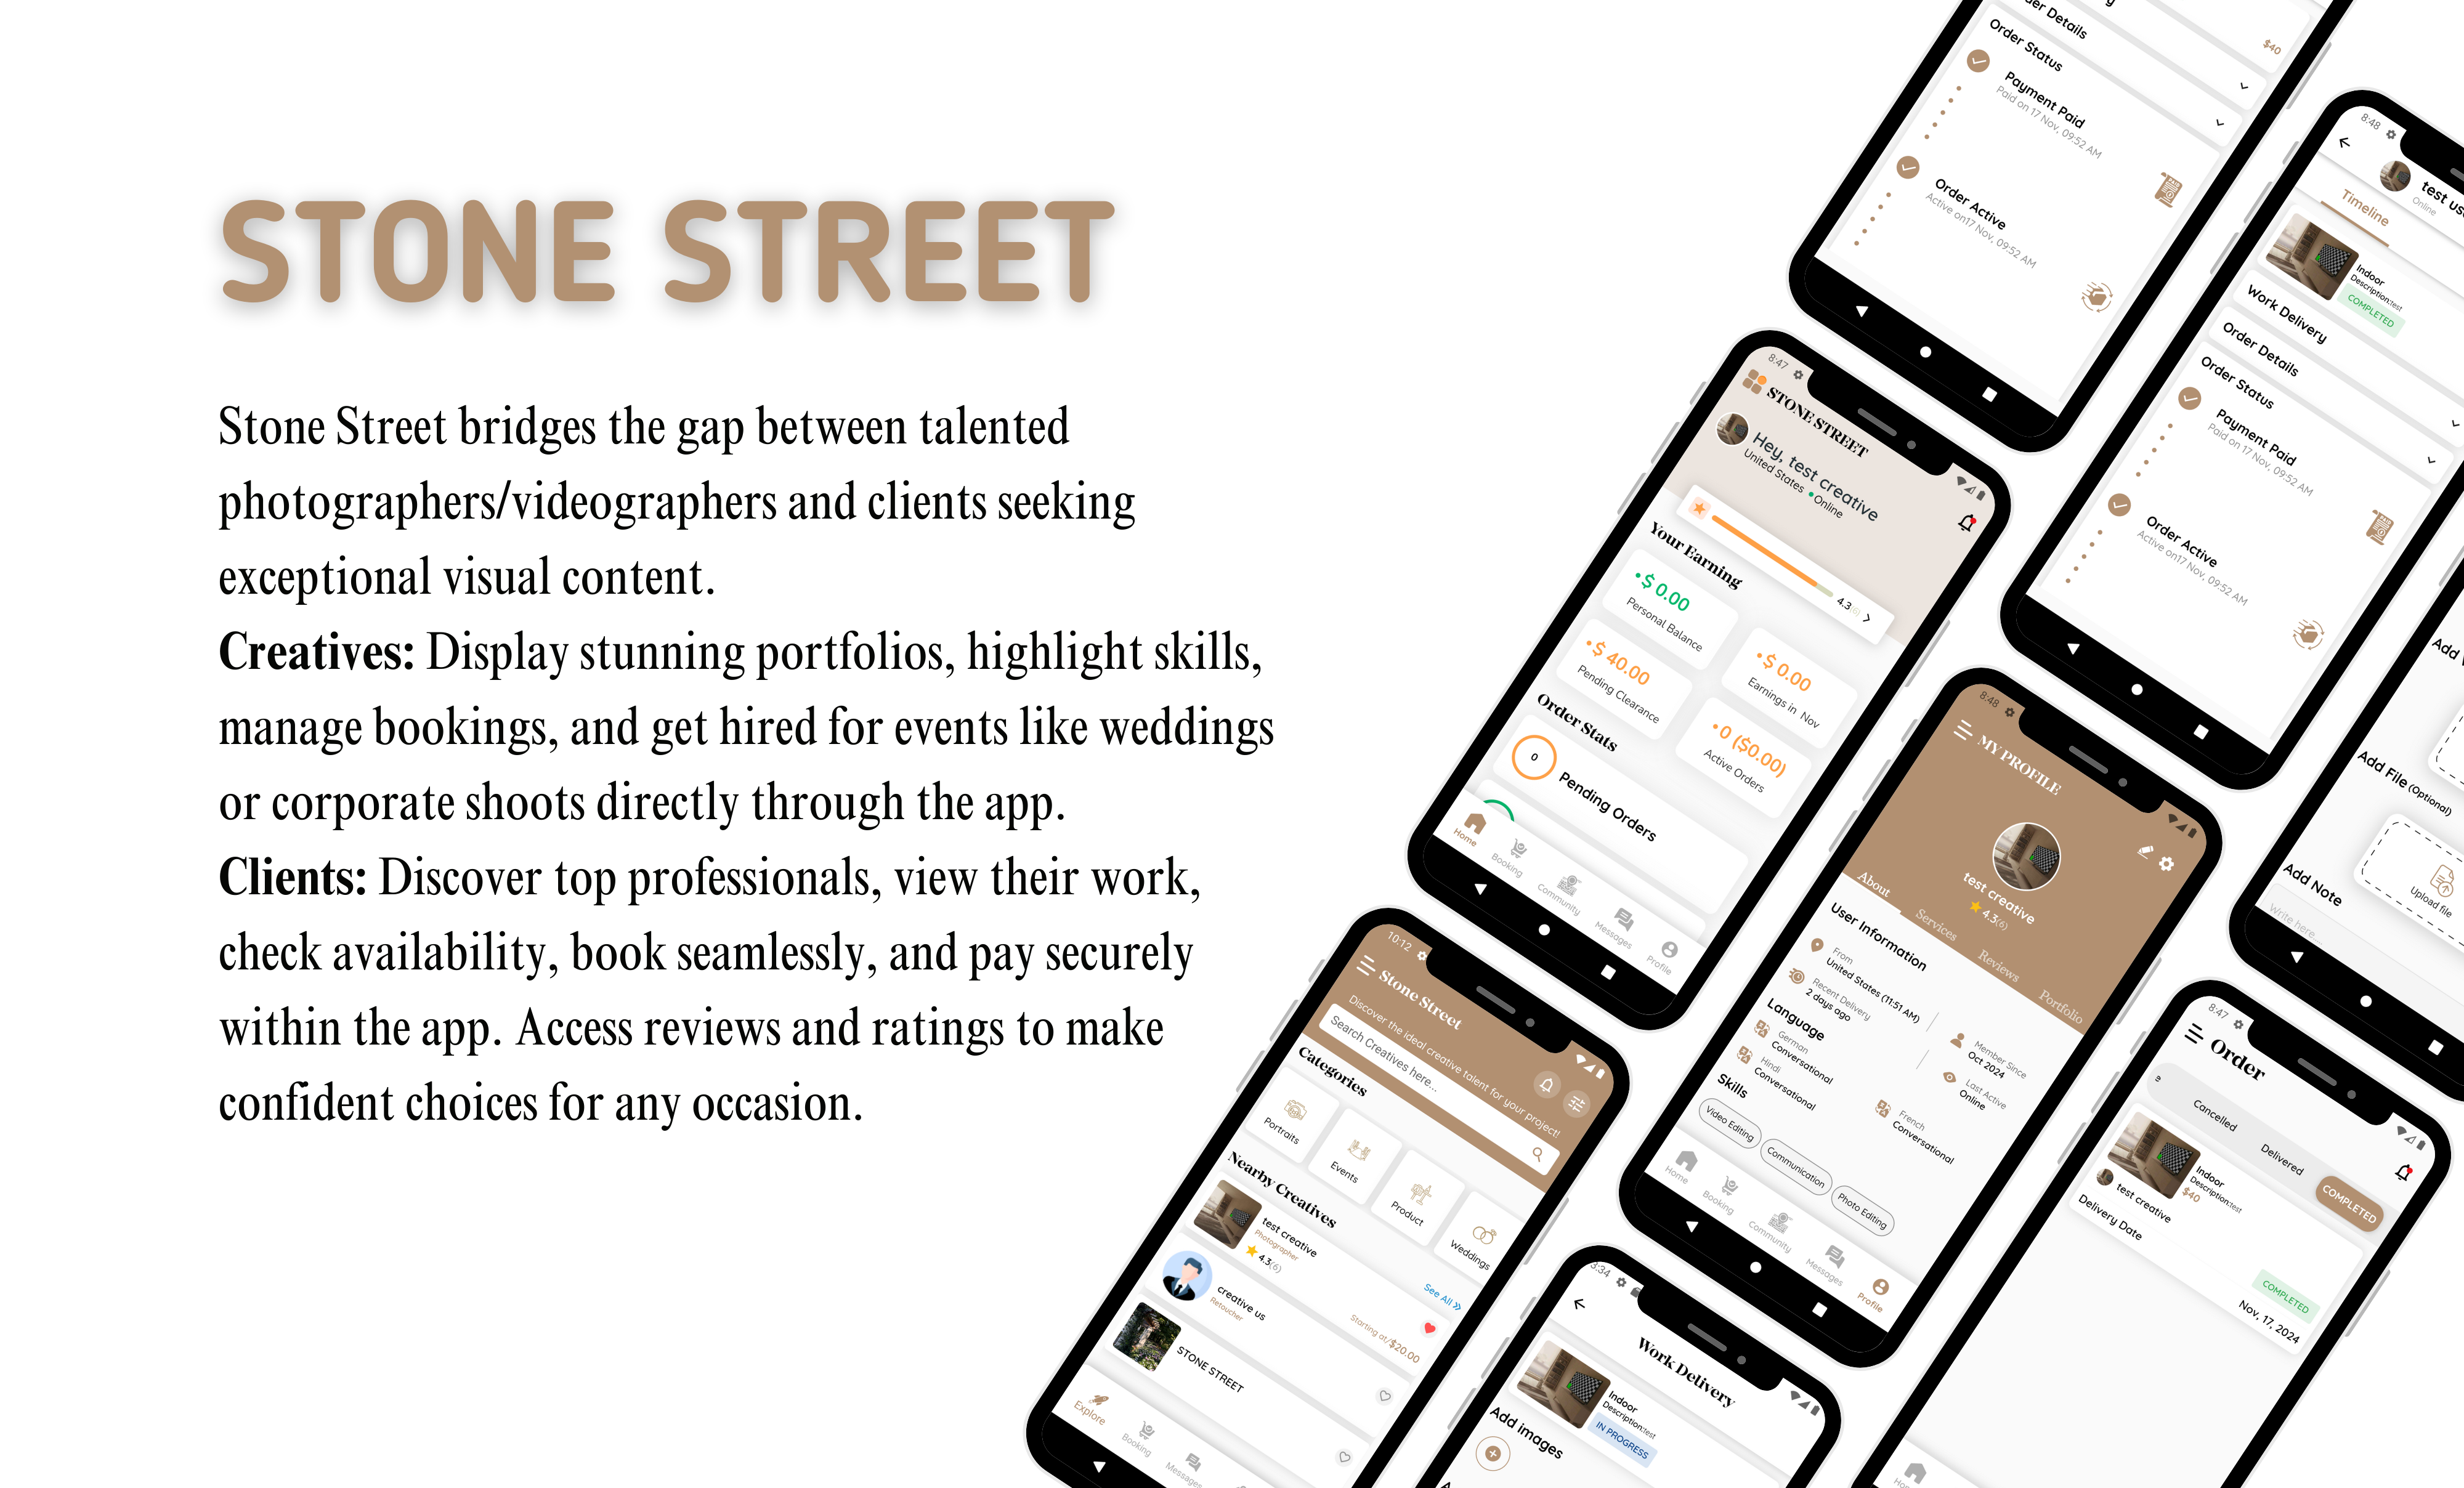 STONE STREET
Stone Street bridges the gap between talented
photographers/videographers and clients seeking
exceptional visual content.
Creatives: Display stunning portfolios, highlight skills,
manage bookings, and get hired for events like weddings
or corporate shoots directly through the app.
Clients: Discover top professionals, view their work,
check availability, book seamlessly, and pay securely
within the app. Access reviews and ratings to make
confident choices for any occasion.
$40
Details
Order Status
Payment Paid
Paid on 17 Nov, 09:52 AM
Order Active
Active on17 Nov, 09:52 AM
8:48
test us
Online
Timeline
Indoor
Description:test
COMPLETED
Work Delivery
Order Details
Order Status
Payment Paid
Paid on 17 Nov, 09:52 AM
Order Active
Active on17 Nov, 09:52 AM
8:47
STONE STREET
Hey, test creative
United States •Online
4.3(6)
Your Earning
•$ 0.00
Personal Balance
•$ 0.00
Earnings in Nov
•$ 40.00
Pending Clearance
•0 ($0.00)
Active Orders
Order Stats
0
Pending Orders
Home
Booking
Community
Messages
Profile
8:48
MY PROFILE
test creative
4.3(6)
About
Services
Reviews
Portfolio
User Information
From
United States (11:51 AM)
Member Since
Oct 2024
Recent Delivery
2 days ago
Last Active
Online
Language
German
Conversational
French
Conversational
Hindi
Conversational
Skills
Video Editing
Communication
Photo Editing
Home
Booking
Community
Messages
Profile
Add
Add File (Optional)
Upload file
Add Note
Write here
10:12
Stone Street
Discover the ideal creative talent for your project!
Search Creatives here...
Categories
Portraits
Events
Product
Weddings
Nearby Creatives
See All
test creative
Photographer
4.3(6)
Starting at/$20.00
creative us
Retoucher
STONE STREET
Explore
Booking
Messages
3:34
Work Delivery
Indoor
Description:test
IN PROGRESS
Add images
8:47
Order
e
Cancelled
Delivered
COMPLETED
Indoor
Description:test
$40
test creative
COMPLETED
Delivery Date
Nov, 17, 2024